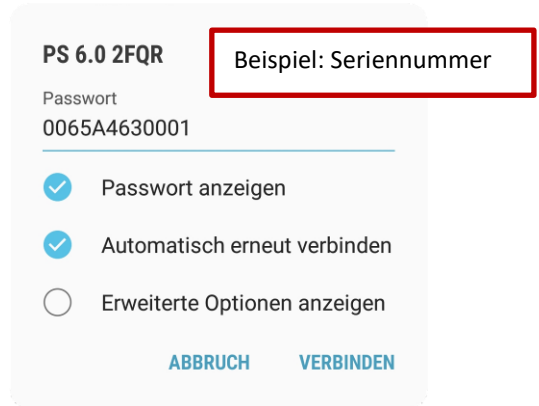 PS 6.0 2FQR
Beispiel: Seriennummer
Passwort
0065A4630001
Passwort anzeigen
Automatisch erneut verbinden
Erweiterte Optionen anzeigen
ABBRUCH VERBINDEN